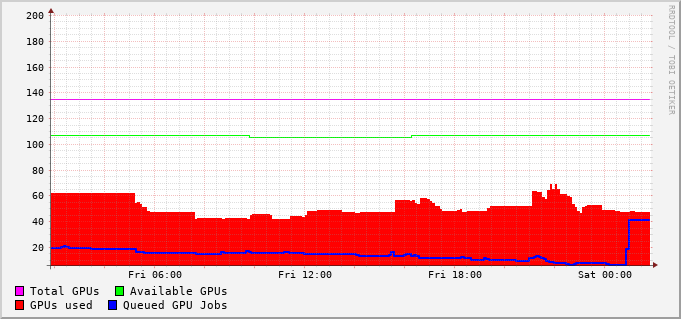 200
180
160
140
120
100
80
60
40
20
Fri 06:00 Fri 12:00 Fri 18:00 Sat 00:00
Total GPUs Available GPUs
GPUs used Queued GPU Jobs
RRDTOOL / TOBI OETIKER